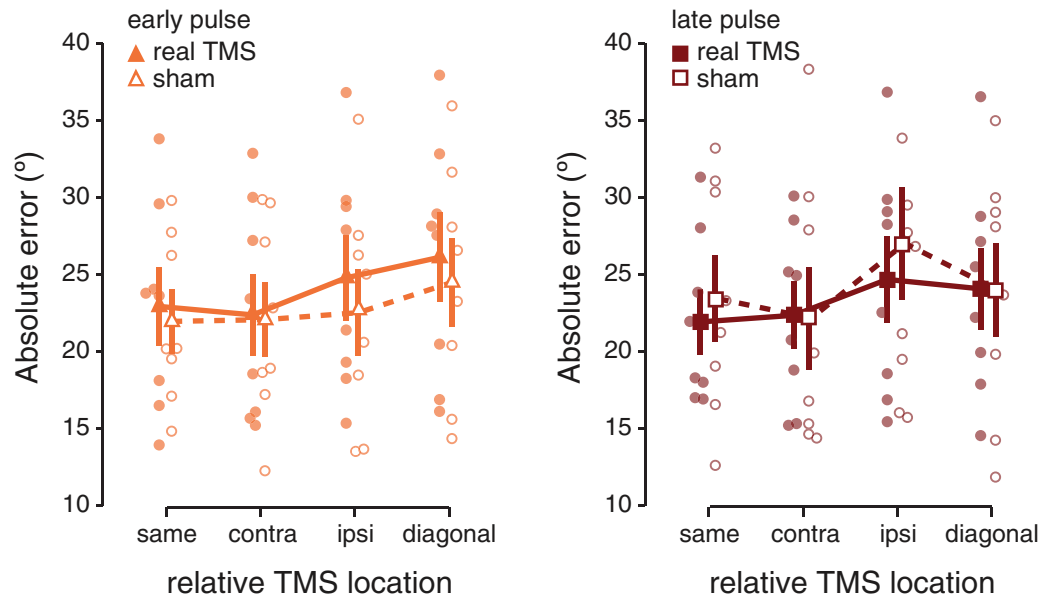 early pulse
real TMS
sham
40
35
30
25
20
15
10
Absolute error (º)
same contra ipsi diagonal
relative TMS location
late pulse
real TMS
sham
40
35
30
25
20
15
10
Absolute error (º)
same contra ipsi diagonal
relative TMS location